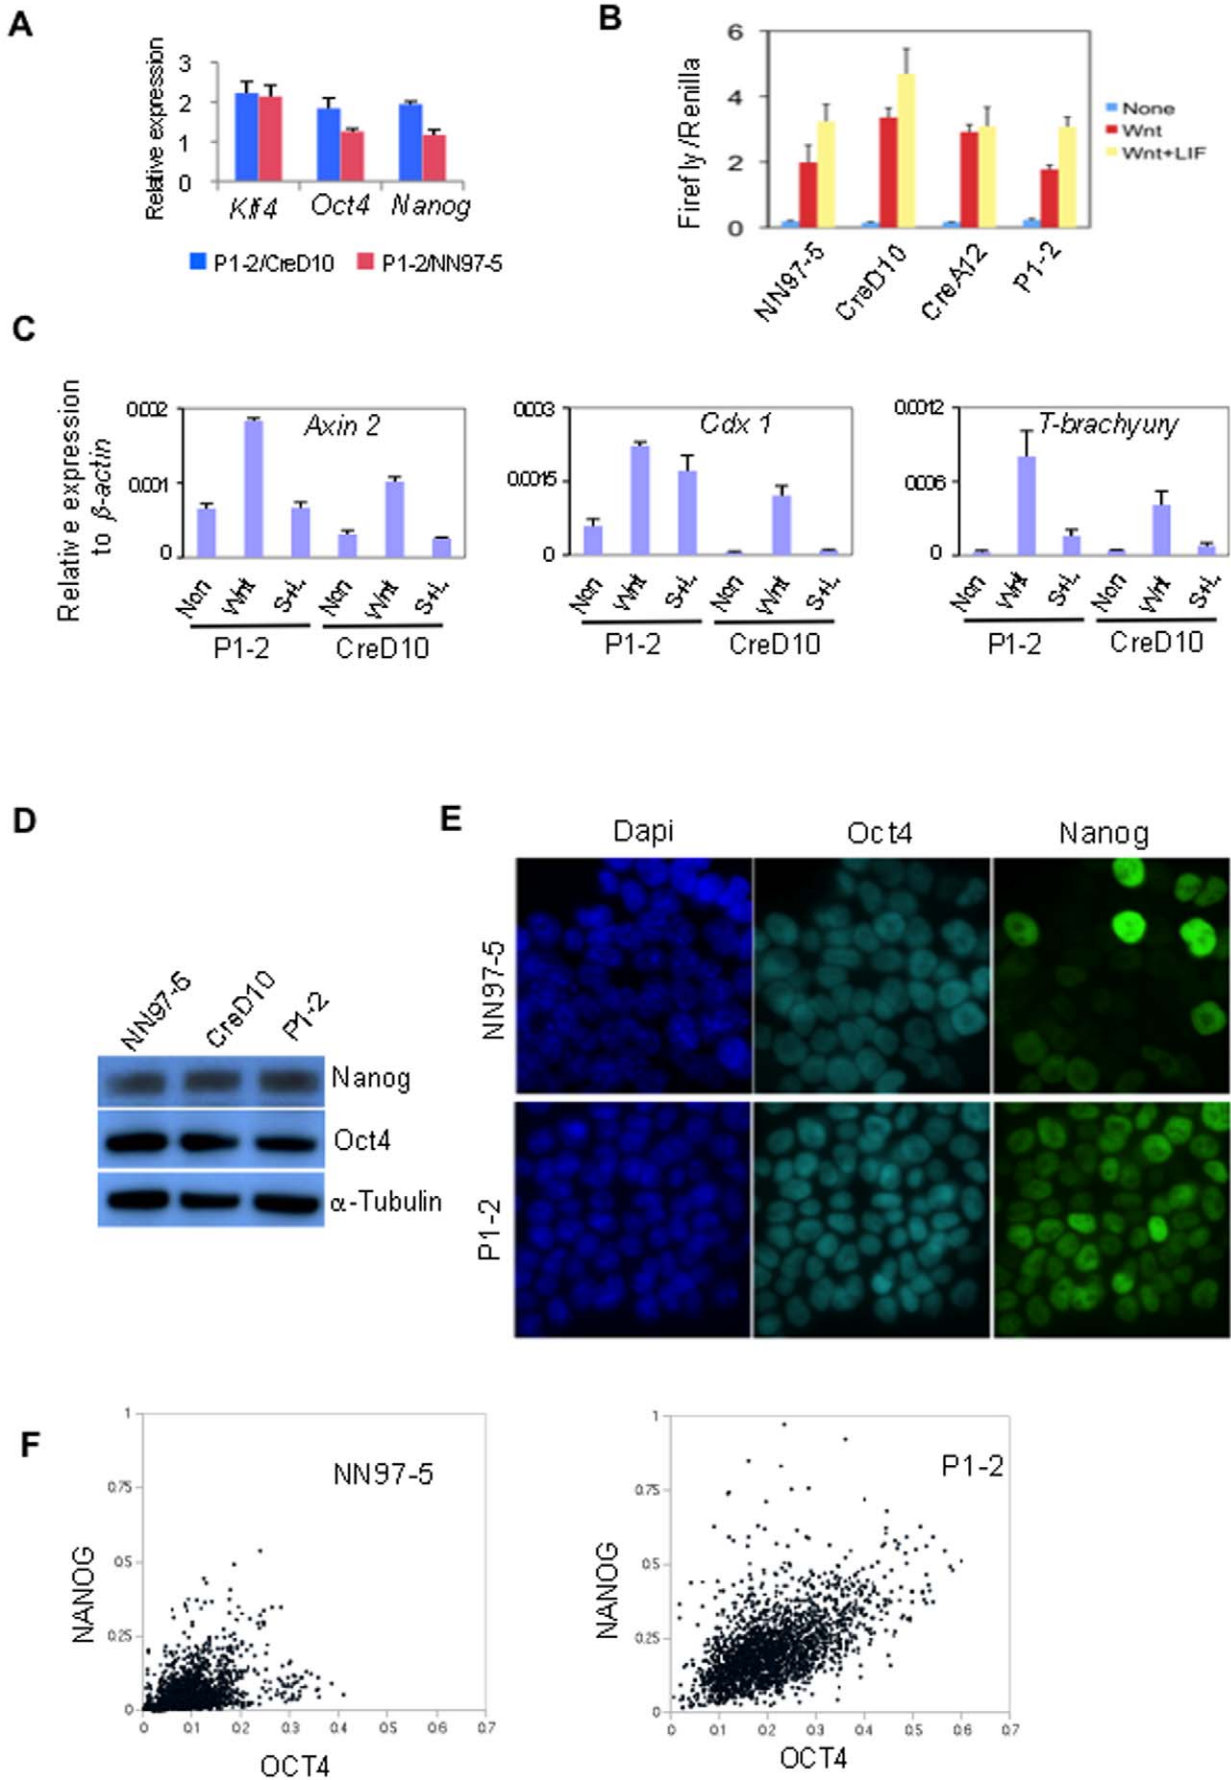 A
Relative expression
3
2
1
0
Klf4 Oct4 Nanog
P1-2/CreD10 P1-2/NN97-5
B
Firefly/Renilla
6
4
2
0
None
Wnt
Wnt+LIF
NN97-5 CreD10 CreA12 P1-2
C
Relative expression
to β-actin
0.002
0.001
0
Axin 2
Non Wnt S+L Non Wnt S+L
P1-2 CreD10
0.003
0.0015
0
Cdx 1
Non Wnt S+L Non Wnt S+L
P1-2 CreD10
0.0012
0.0006
0
T-brachyury
Non Wnt S+L Non Wnt S+L
P1-2 CreD10
D
NN97-5 CreD10 P1-2
Nanog
Oct4
α-Tubulin
E
Dapi Oct4 Nanog
NN97-5
P1-2
F
NANOG
1
0.75
0.5
0.25
0
NN97-5
0 0.1 0.2 0.3 0.4 0.5 0.6 0.7
OCT4
NANOG
1
0.75
0.5
0.25
0
P1-2
0 0.1 0.2 0.3 0.4 0.5 0.6 0.7
OCT4